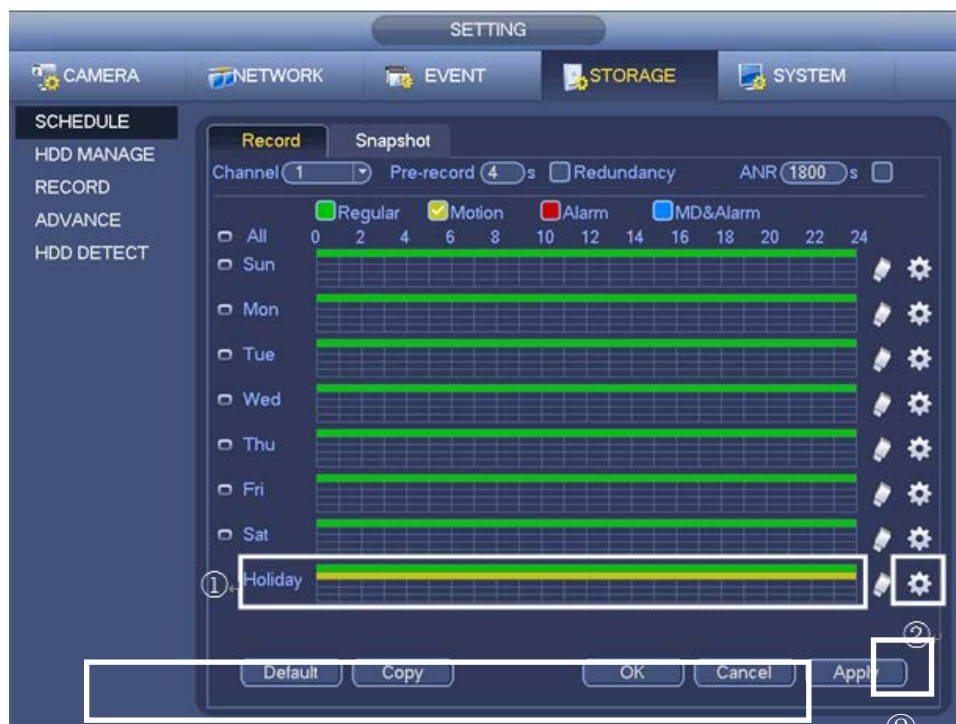 SETTING
CAMERA NETWORK EVENT STORAGE SYSTEM
SCHEDULE
HDD MANAGE
RECORD
ADVANCE
HDD DETECT
Record Snapshot
Channel 1 Pre-record 4 s Redundancy ANR 1800 s
Regular Motion Alarm MD&Alarm
All 0 2 4 6 8 10 12 14 16 18 20 22 24
Sun
Mon
Tue
Wed
Thu
Fri
Sat
① Holiday
②
Default Copy OK Cancel Apply